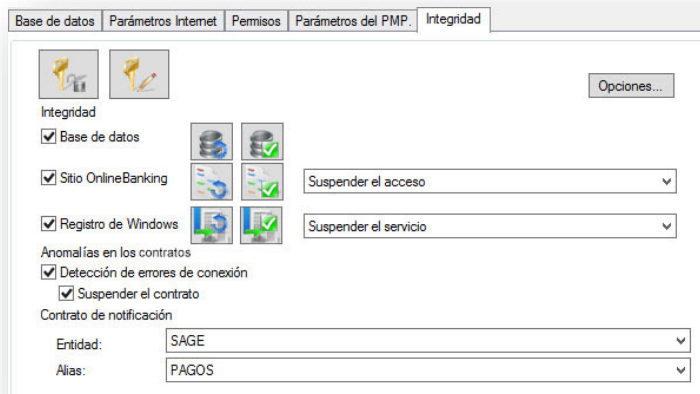 Base de datos Parámetros Internet Permisos Parámetros del PMP. Integridad
Opciones...
Integridad
Base de datos
Sitio OnlineBanking Suspender el acceso
Registro de Windows Suspender el servicio
Anomalías en los contratos
Detección de errores de conexión
Suspender el contrato
Contrato de notificación
Entidad: SAGE
Alias: PAGOS